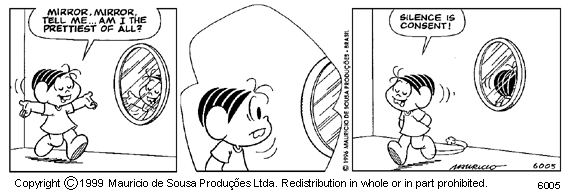 MIRROR, MIRROR,
TELL ME... AM I THE
PRETTIEST OF ALL?
© 1996 MAURICIO DE SOUSA PRODUÇÕES - BRASIL
SILENCE IS
CONSENT!
MAURICIO
6005
Copyright ©1999 Mauricio de Sousa Produções Ltda. Redistribution in whole or in part prohibited.
6005